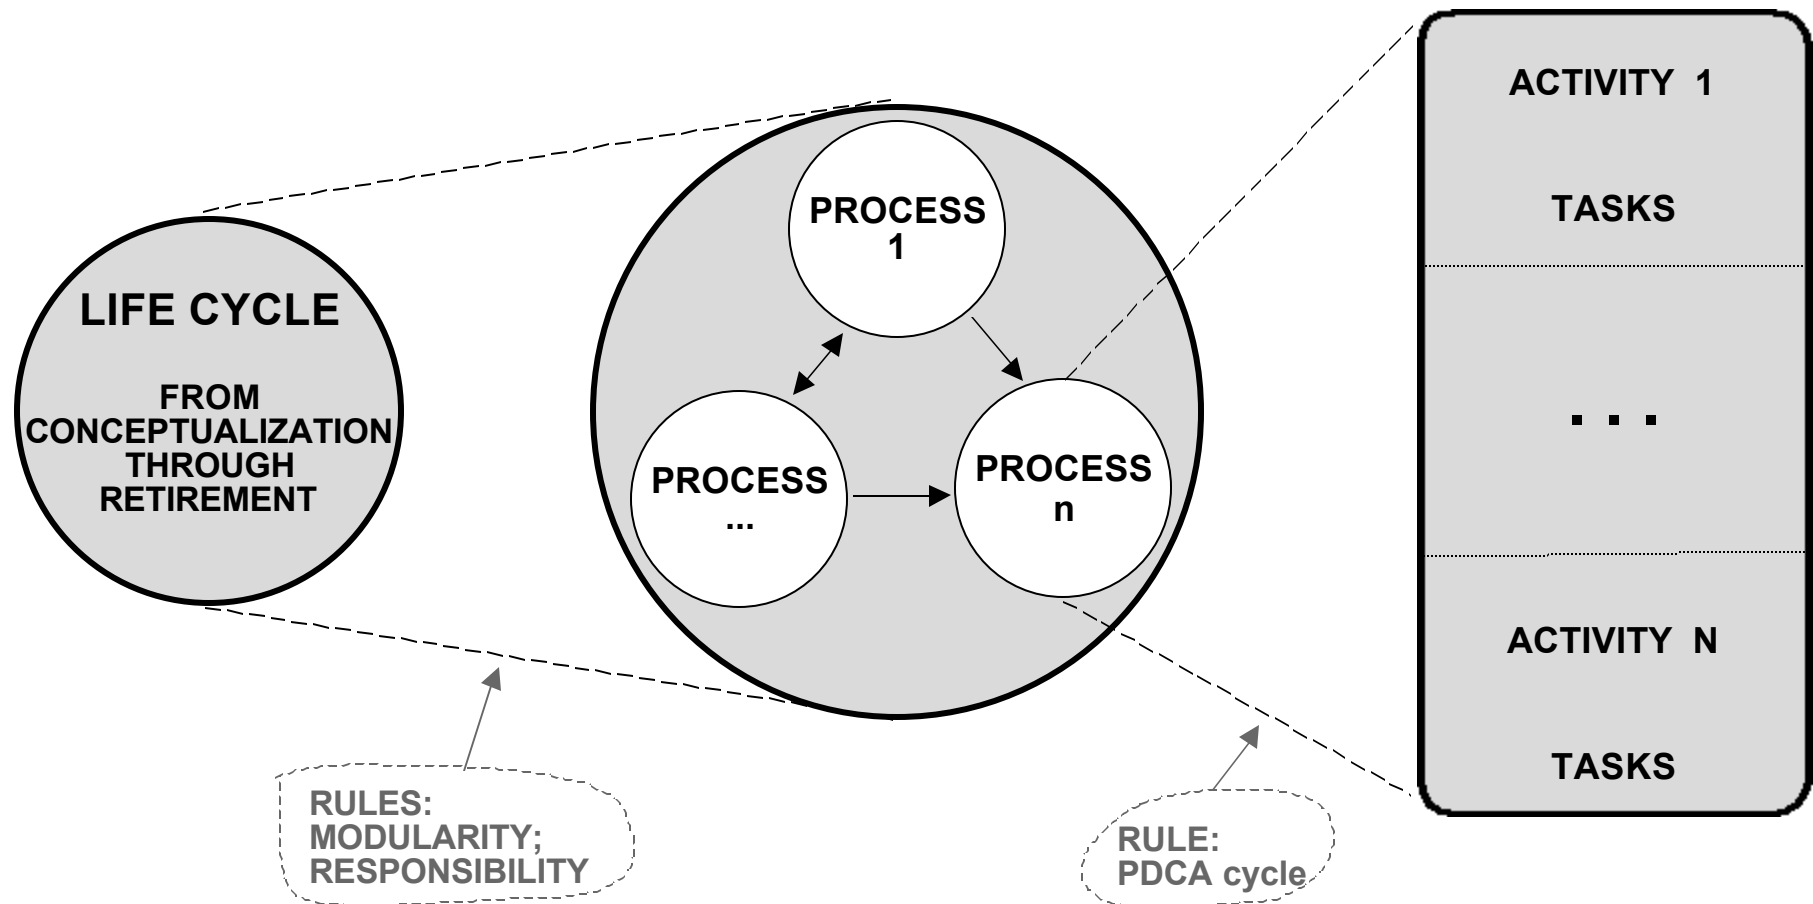 LIFE CYCLE
FROM
CONCEPTUALIZATION
THROUGH
RETIREMENT
PROCESS
1
PROCESS
...
PROCESS
n
ACTIVITY 1
TASKS
. . .
ACTIVITY N
TASKS
RULES:
MODULARITY;
RESPONSIBILITY
RULE:
PDCA cycle